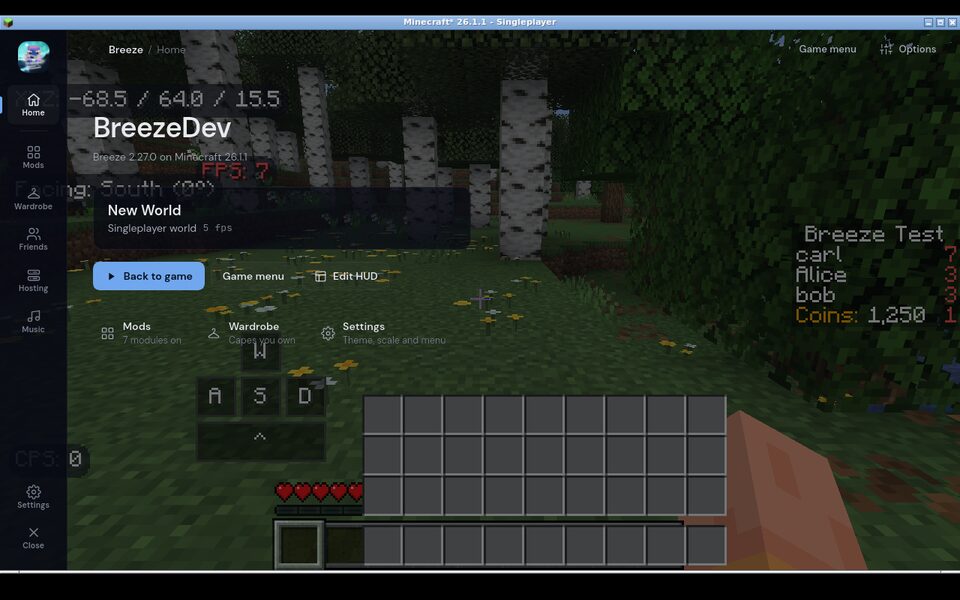 Minecraft* 26.1.1 - Singleplayer
Breeze / Home
Game menu
Options
Home
-68.5 / 64.0 / 15.5
BreezeDev
Breeze 2.27.0 on Minecraft 26.1.1
FPS: 7
Mods
Facing: South (0°)
Wardrobe
New World
Singleplayer world 5 fps
Friends
Breeze Test
carl 7
Alice 3
bob 3
Coins: 1,250 1
Back to game
Game menu
Edit HUD
Hosting
Music
Mods
7 modules on
Wardrobe
Capes you own
Settings
Theme, scale and menu
W
A S D
^
CPS: 0
Settings
Close